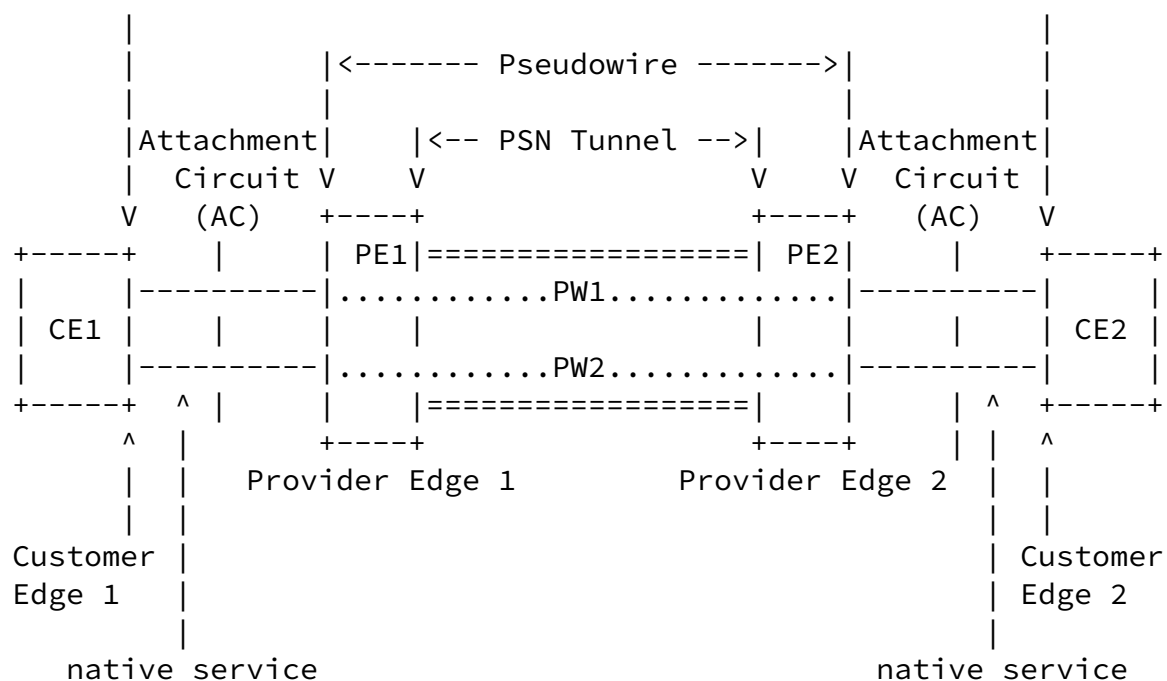 |<------- Pseudowire ------->|
|Attachment| |<-- PSN Tunnel -->| |Attachment|
| Circuit V V V V Circuit |
V (AC) +----+ +----+ (AC) V
+-----+ | | PE1|==================| PE2| | +-----+
| |----------|............PW1.............|----------| |
| CE1 | | | | | | | | CE2 |
| |----------|............PW2.............|----------| |
+-----+ ^ | | |==================| | | ^ +-----+
^ | +----+ +----+ | | ^
| | Provider Edge 1 Provider Edge 2 | |
| | | |
Customer | | Customer
Edge 1 | | Edge 2
| |
native service native service